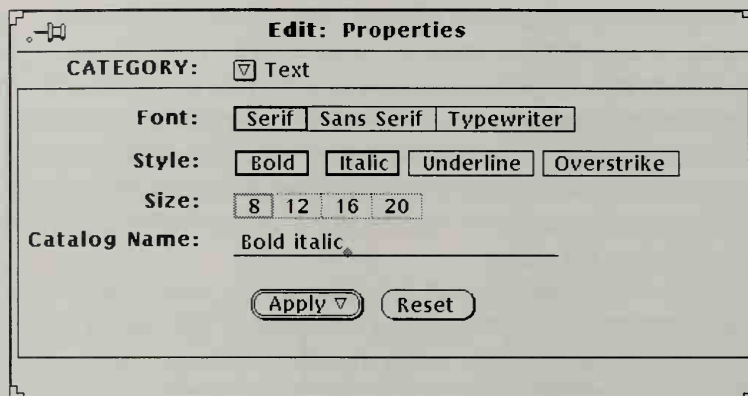 Edit: Properties
CATEGORY: Text
Font: Serif Sans Serif Typewriter
Style: Bold Italic Underline Overstrike
Size: 8 12 16 20
Catalog Name: Bold italic
Apply Reset